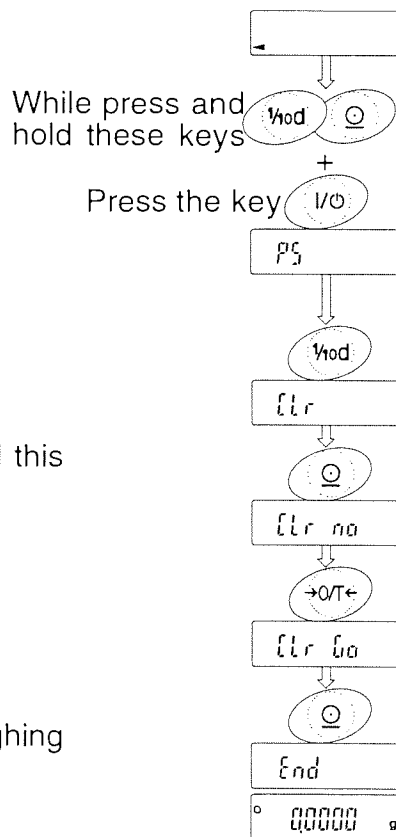 While press and
hold these keys
1/10d
+
Press the key
I/⏻
PS
1/10d
Clr
this
Clr no
→O/T←
Clr Go
ghing
End
0.0000 g